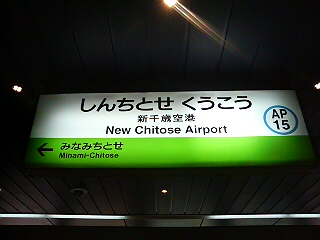 しんちとせ くうこう
新千歳空港
New Chitose Airport
AP
15
みなみちとせ
Minami-Chitose